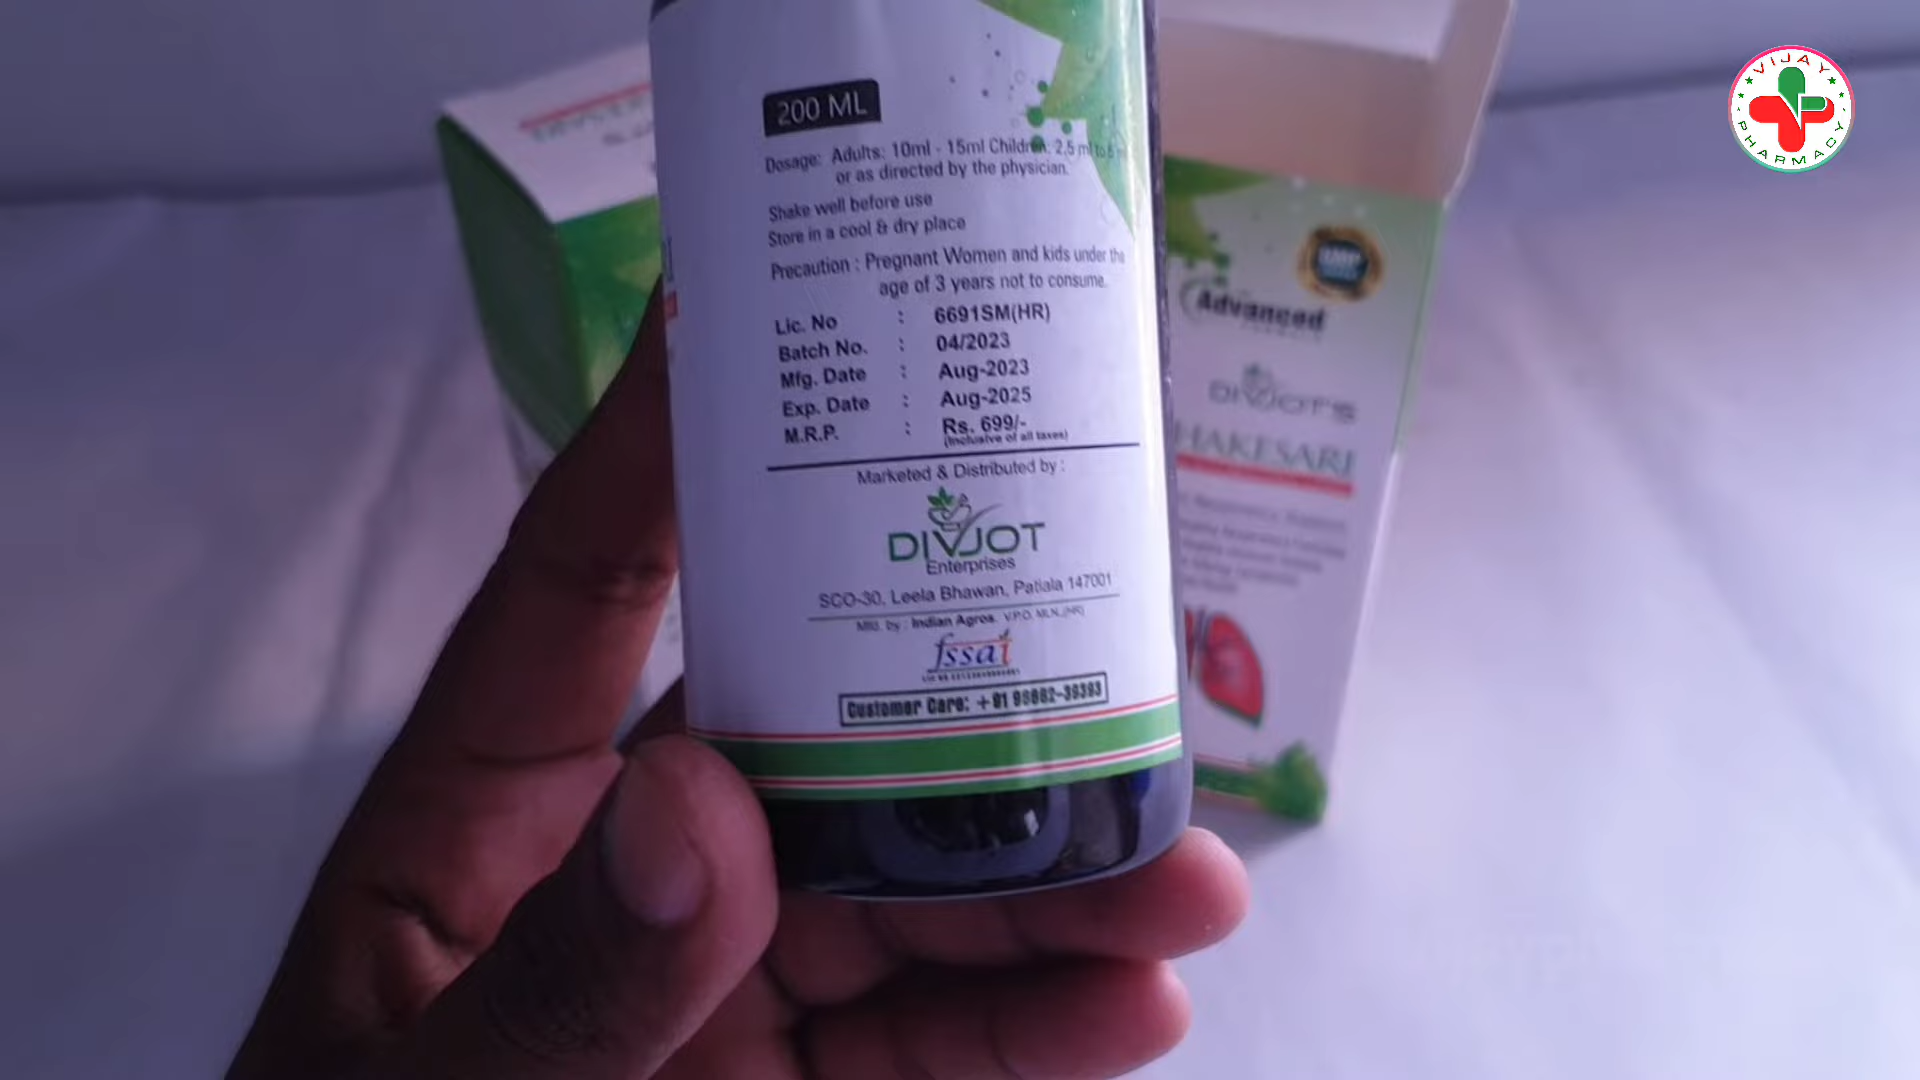 200 ML
Dosage: Adults: 10ml - 15ml Children: 2.5 ml to
or as directed by the physician.
Shake well before use
Store in a cool & dry place
Precaution : Pregnant Women and kids under the
age of 3 years not to consume.
Lic. No : 6691SM(HR)
Batch No. : 04/2023
Mfg. Date : Aug-2023
Exp. Date : Aug-2025
M.R.P. : Rs. 699/-
(Inclusive of all taxes)
Marketed & Distributed by :
DIVJOT
Enterprises
SCO-30, Leela Bhawan, Patiala 147001
Mfd. by : Indian Agros, V.P.O. MLN.,(HR)
fssai
Customer Care: +91
GMP
Advanced
DIVJOT'S
HAKESARI
VIJAY
PHARMACY